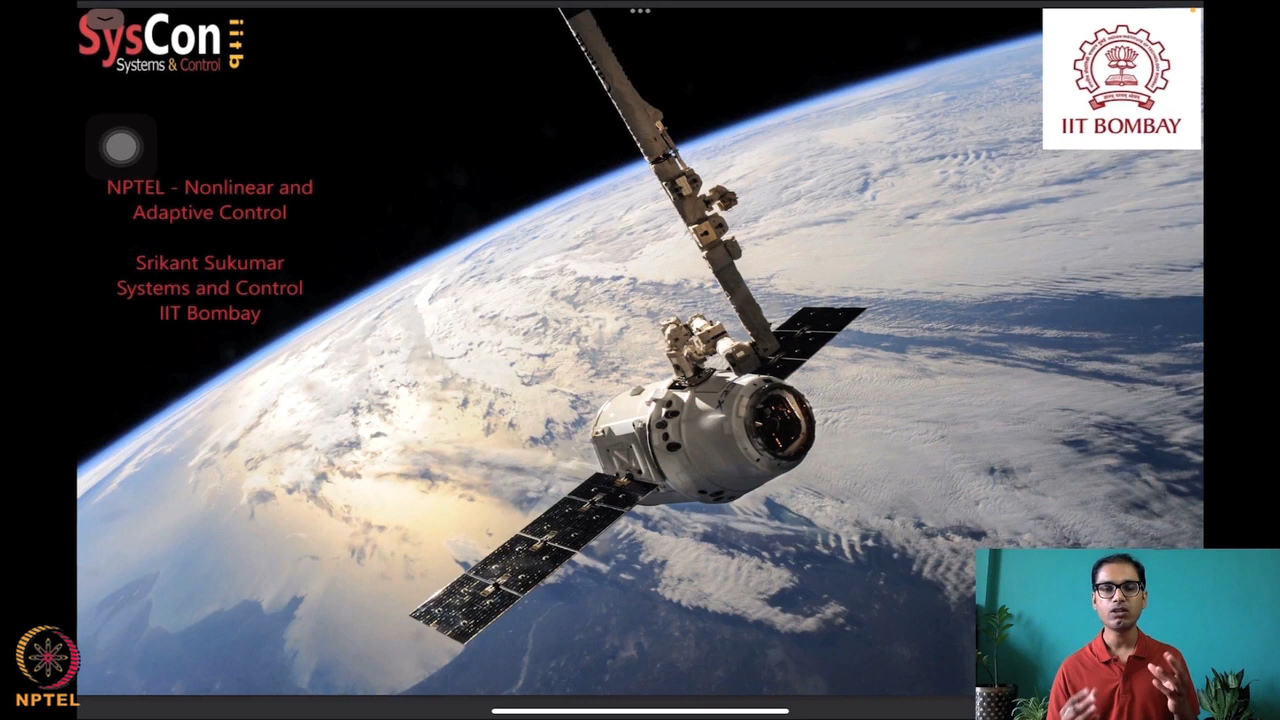 SysCon iitb
Systems & Control
IIT BOMBAY
NPTEL - Nonlinear and
Adaptive Control
Srikant Sukumar
Systems and Control
IIT Bombay
NPTEL